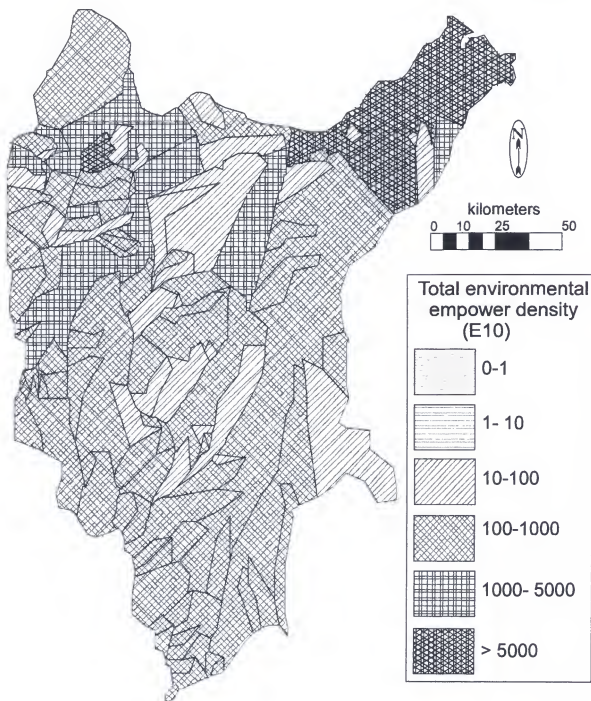 N
kilometers
0 10 25 50
Total environmental
empower density
(E10)
0-1
1- 10
10-100
100-1000
1000- 5000
> 5000